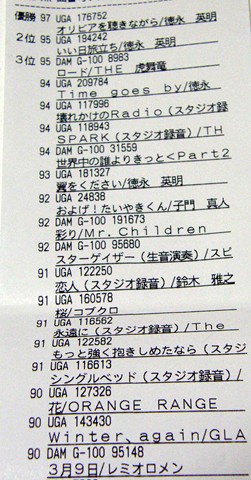 優勝 97 UGA 176752
オリビアを聴きながら/徳永 英明
2位 95 UGA 194242
いい日旅立ち/徳永 英明
3位 95 DAM G-100 8983
ロード/THE 虎舞竜
94 UGA 209784
Time goes by/徳永
94 UGA 117996
壊れかけのRadio(スタジオ録
94 UGA 118943
SPARK(スタジオ録音)/TH
94 DAM G-100 31559
世界中の誰よりきっと<Part2
93 UGA 181327
翼をください/徳永 英明
92 UGA 24838
およげ!たいやきくん/子門 真人
92 DAM G-100 191673
彩り/Mr.Children
92 DAM G-100 95680
スターゲイザー(生音演奏)/スピ
91 UGA 122250
恋人(スタジオ録音)/鈴木 雅之
91 UGA 160578
桜/コブクロ
91 UGA 116562
永遠に(スタジオ録音)/The
91 UGA 122582
もっと強く抱きしめたなら(スタジ
91 UGA 116613
シングルベッド(スタジオ録音)/
90 UGA 127326
花/ORANGE RANGE
90 UGA 143430
Winter,again/GLA
90 DAM G-100 95148
3月9日/レミオロメン